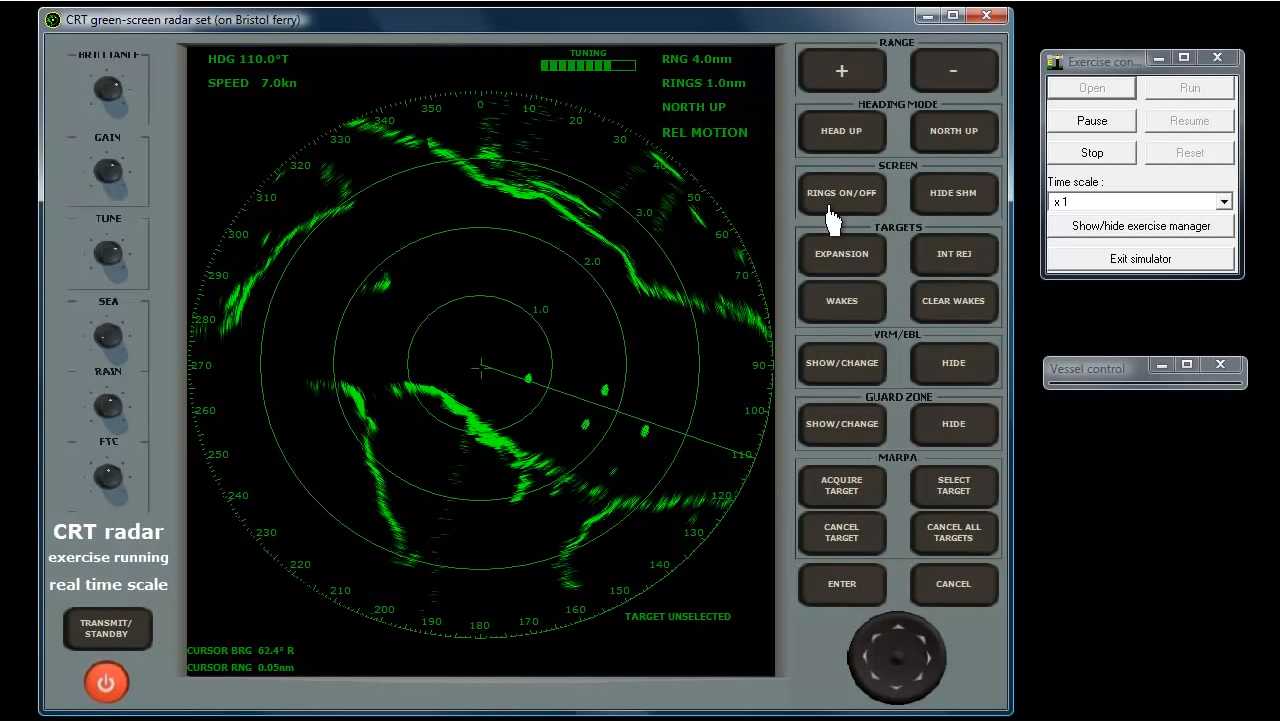 CRT green-screen radar set (on Bristol ferry)
BRILLIANCE
GAIN
TUNE
SEA
RAIN
FTC
CRT radar
exercise running
real time scale
TRANSMIT/
STANDBY
HDG 110.0°T
SPEED 7.0kn
TUNING
RNG 4.0nm
RINGS 1.0nm
NORTH UP
REL MOTION
0
10
20
30
40
50
60
70
90
100
110
120
130
140
150
160
170
180
190
200
210
220
230
240
250
260
270
280
290
300
310
320
330
340
350
1.0
2.0
3.0
TARGET UNSELECTED
CURSOR BRG 62.4° R
CURSOR RNG 0.05nm
RANGE
+
-
HEADING MODE
HEAD UP
NORTH UP
SCREEN
RINGS ON/OFF
HIDE SHM
TARGETS
EXPANSION
INT REJ
WAKES
CLEAR WAKES
VRM/EBL
SHOW/CHANGE
HIDE
GUARD ZONE
SHOW/CHANGE
HIDE
MARPA
ACQUIRE
TARGET
SELECT
TARGET
CANCEL
TARGET
CANCEL ALL
TARGETS
ENTER
CANCEL
Exercise con...
Open
Run
Pause
Resume
Stop
Reset
Time scale :
x 1
Show/hide exercise manager
Exit simulator
Vessel control